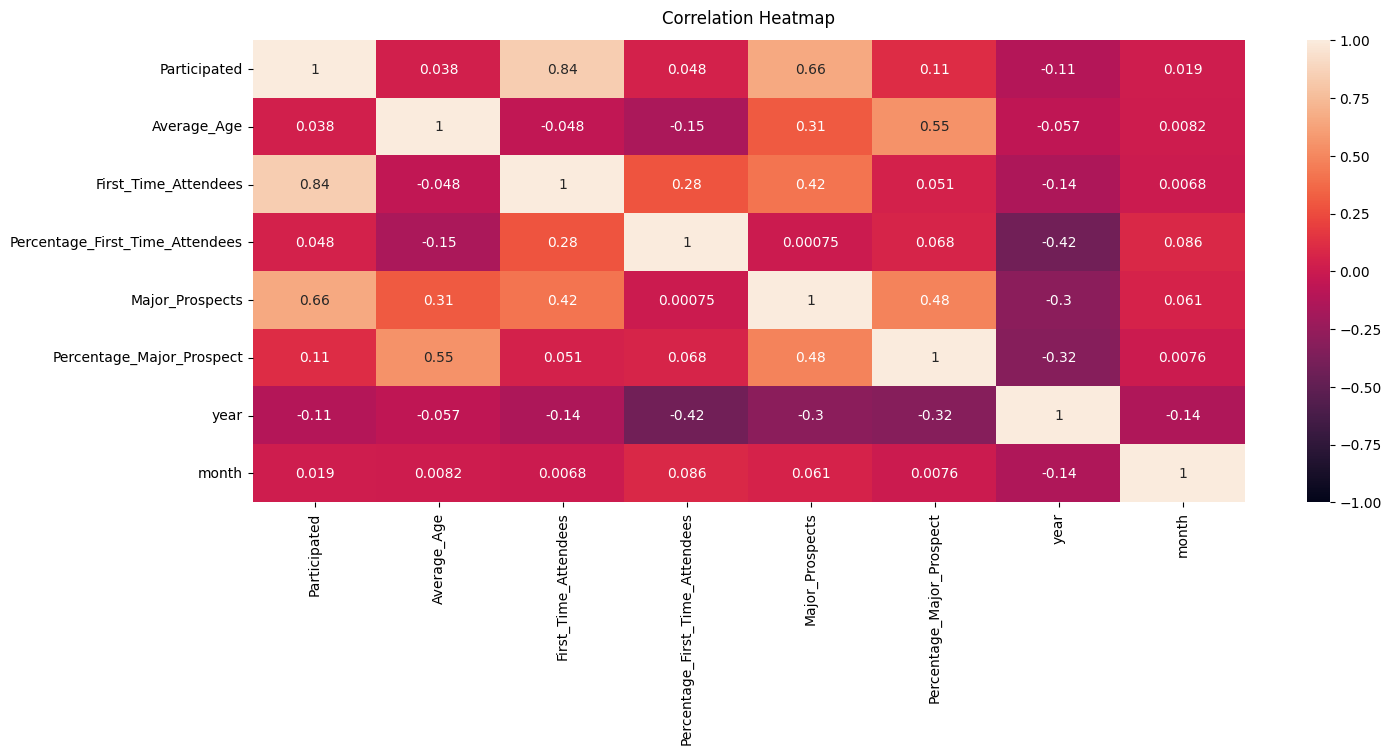 Correlation Heatmap
Participated 1 0.038 0.84 0.048 0.66 0.11 -0.11 0.019
Average_Age 0.038 1 -0.048 -0.15 0.31 0.55 -0.057 0.0082
First_Time_Attendees 0.84 -0.048 1 0.28 0.42 0.051 -0.14 0.0068
Percentage_First_Time_Attendees 0.048 -0.15 0.28 1 0.00075 0.068 -0.42 0.086
Major_Prospects 0.66 0.31 0.42 0.00075 1 0.48 -0.3 0.061
Percentage_Major_Prospect 0.11 0.55 0.051 0.068 0.48 1 -0.32 0.0076
year -0.11 -0.057 -0.14 -0.42 -0.3 -0.32 1 -0.14
month 0.019 0.0082 0.0068 0.086 0.061 0.0076 -0.14 1
Participated
Average_Age
First_Time_Attendees
Percentage_First_Time_Attendees
Major_Prospects
Percentage_Major_Prospect
year
month
1.00
0.75
0.50
0.25
0.00
−0.25
−0.50
−0.75
−1.00